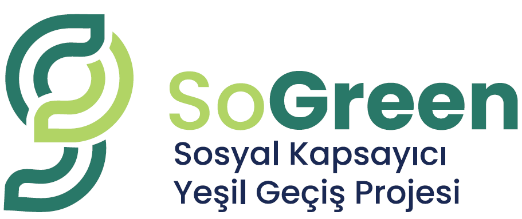 SoGreen
Sosyal Kapsayıcı
Yeşil Geçiş Projesi